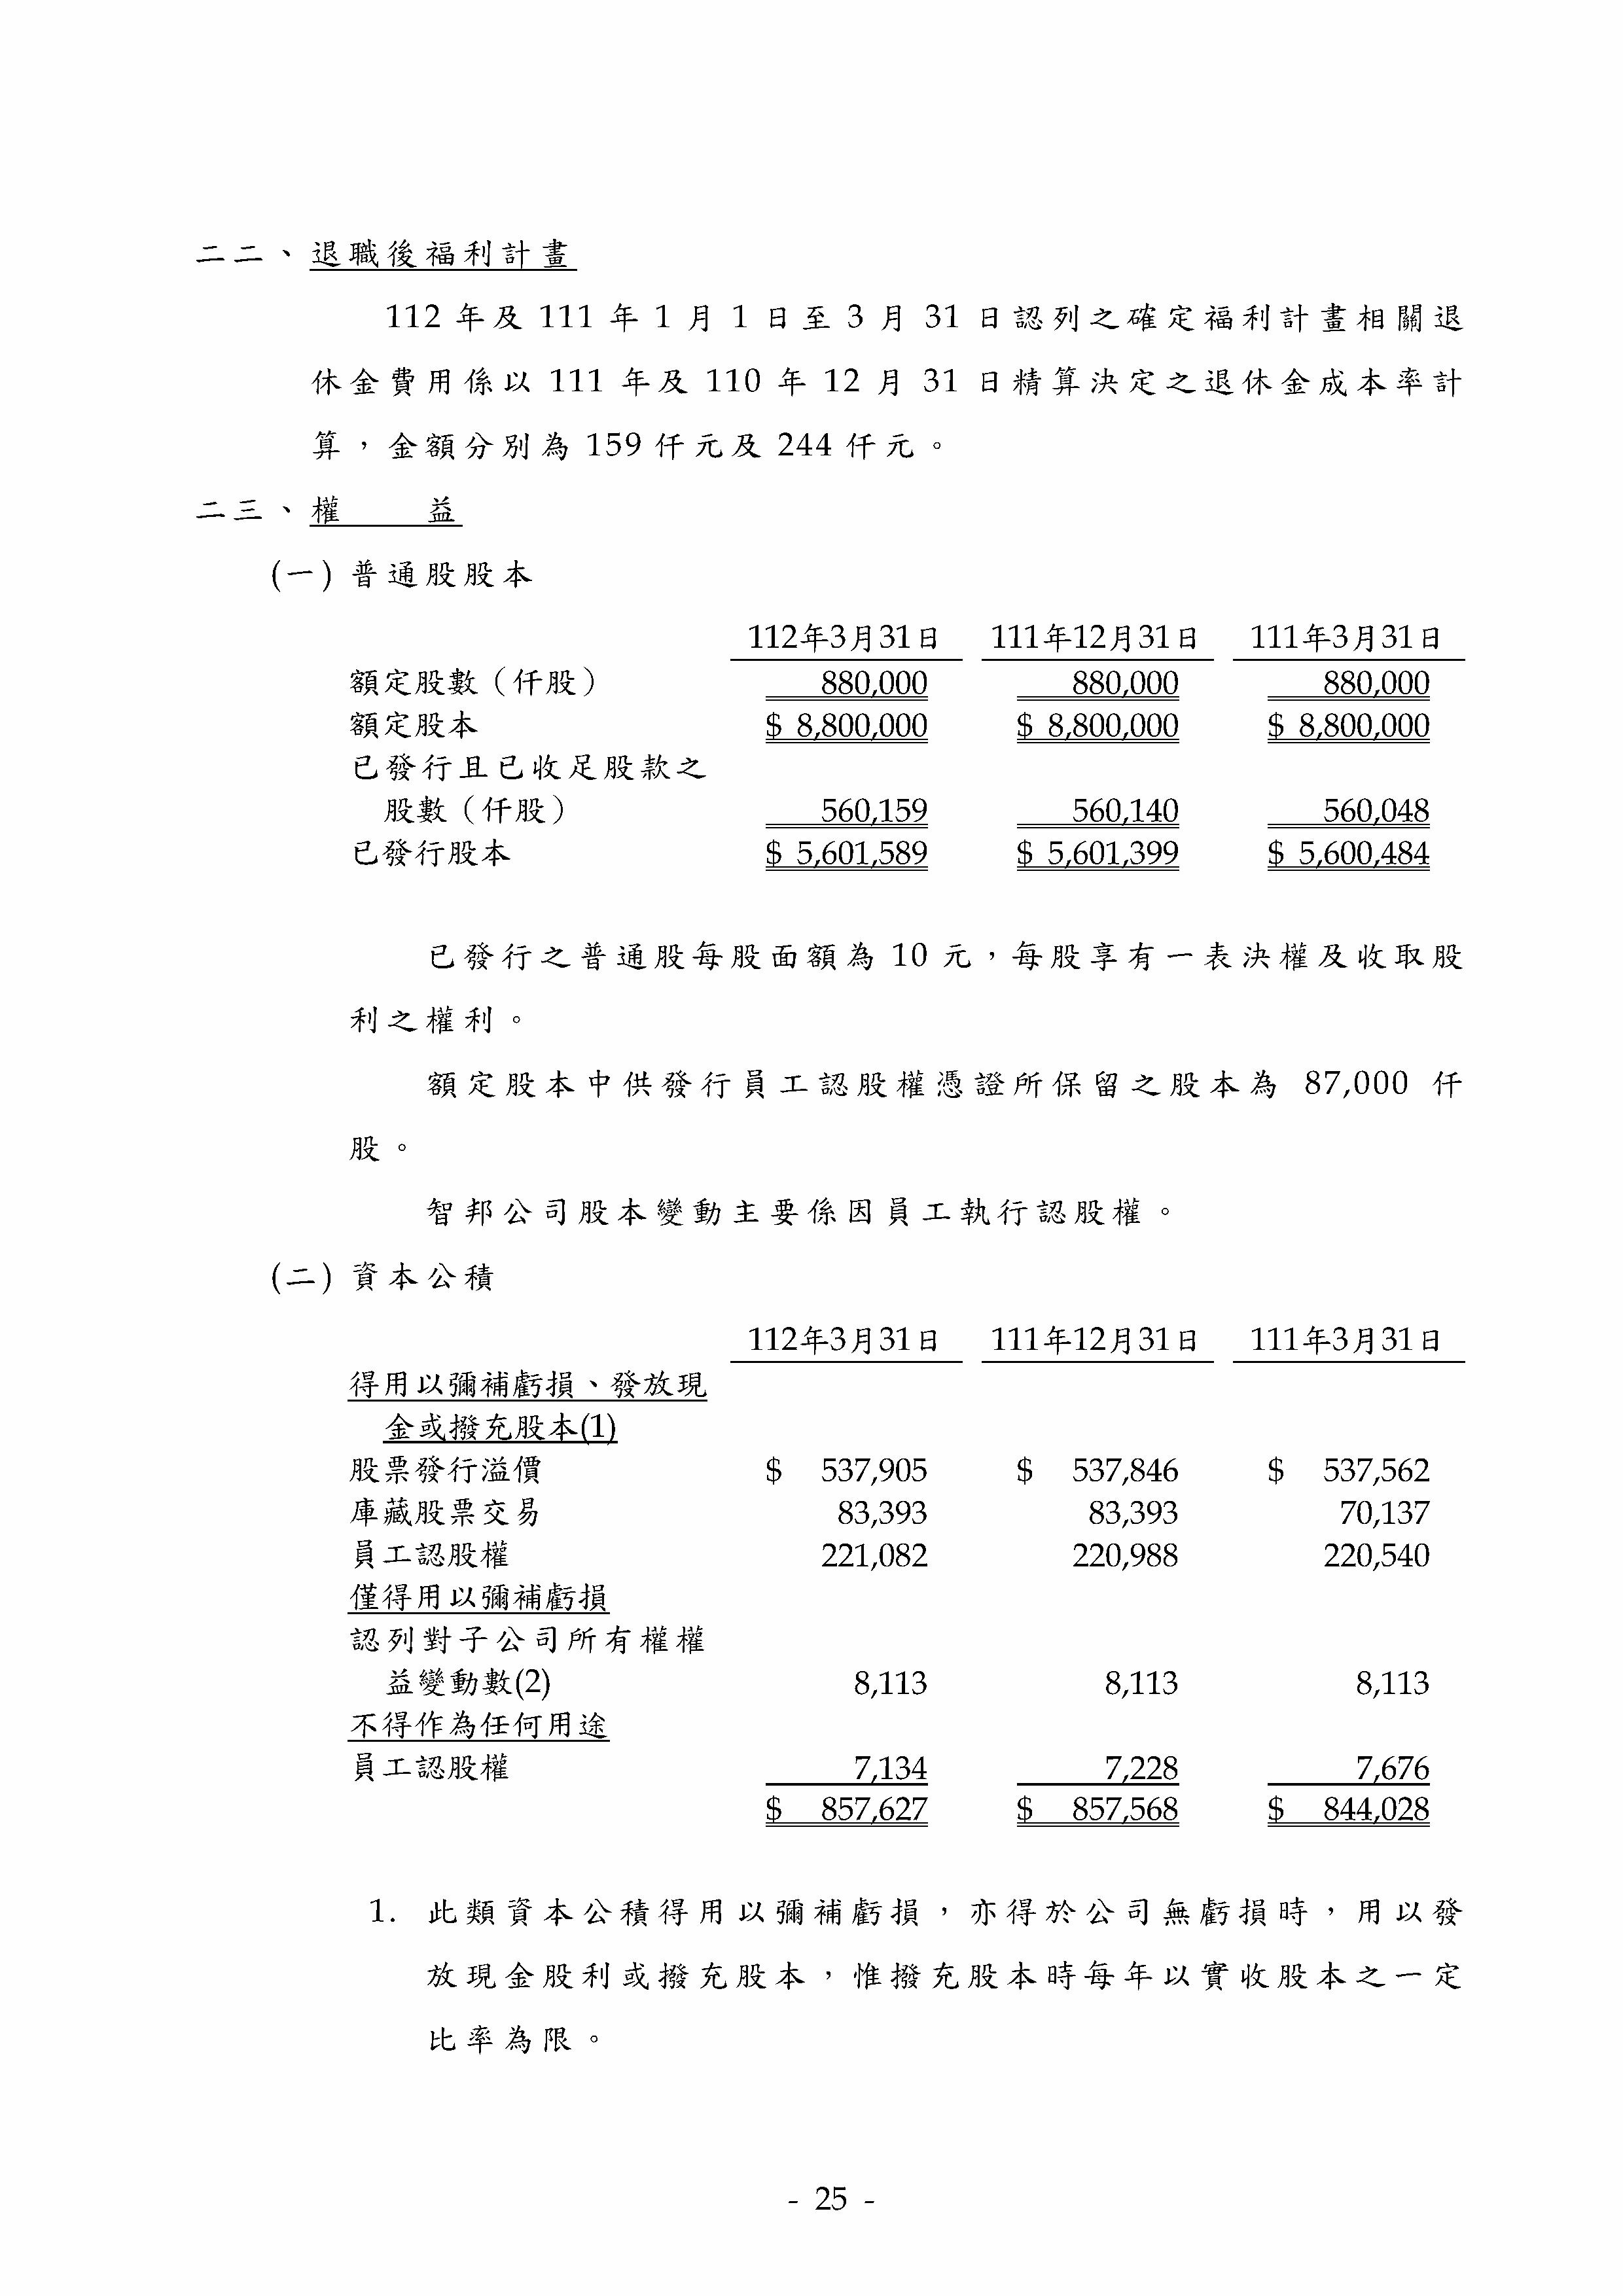 二二、退職後福利計畫
112 年及 111 年 1 月 1 日至 3 月 31 日認列之確定福利計畫相關退
休金費用係以 111 年及 110 年 12 月 31 日精算決定之退休金成本率計
算，金額分別為 159 仟元及 244 仟元。
二三、權 益
(一) 普通股股本
112年3月31日 111年12月31日 111年3月31日
額定股數（仟股） 880,000 880,000 880,000
額定股本 $ 8,800,000 $ 8,800,000 $ 8,800,000
已發行且已收足股款之
股數（仟股） 560,159 560,140 560,048
已發行股本 $ 5,601,589 $ 5,601,399 $ 5,600,484
已發行之普通股每股面額為 10 元，每股享有一表決權及收取股
利之權利。
額定股本中供發行員工認股權憑證所保留之股本為 87,000 仟
股。
智邦公司股本變動主要係因員工執行認股權。
(二) 資本公積
112年3月31日 111年12月31日 111年3月31日
得用以彌補虧損、發放現
金或撥充股本(1)
股票發行溢價 $ 537,905 $ 537,846 $ 537,562
庫藏股票交易 83,393 83,393 70,137
員工認股權 221,082 220,988 220,540
僅得用以彌補虧損
認列對子公司所有權權
益變動數(2) 8,113 8,113 8,113
不得作為任何用途
員工認股權 7,134 7,228 7,676
$ 857,627 $ 857,568 $ 844,028
1. 此類資本公積得用以彌補虧損，亦得於公司無虧損時，用以發
放現金股利或撥充股本，惟撥充股本時每年以實收股本之一定
比率為限。
- 25 -